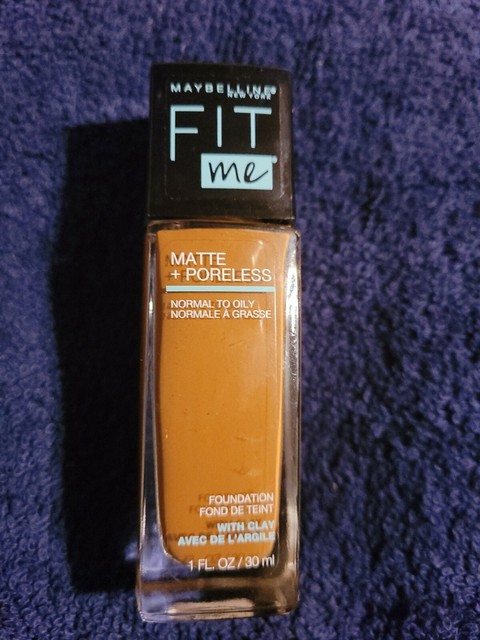 MAYBELLINE®
NEW YORK
FIT
me®
MATTE
+ PORELESS
NORMAL TO OILY
NORMALE À GRASSE
FOUNDATION
FOND DE TEINT
WITH CLAY
AVEC DE L'ARGILE
1 FL. OZ / 30 ml